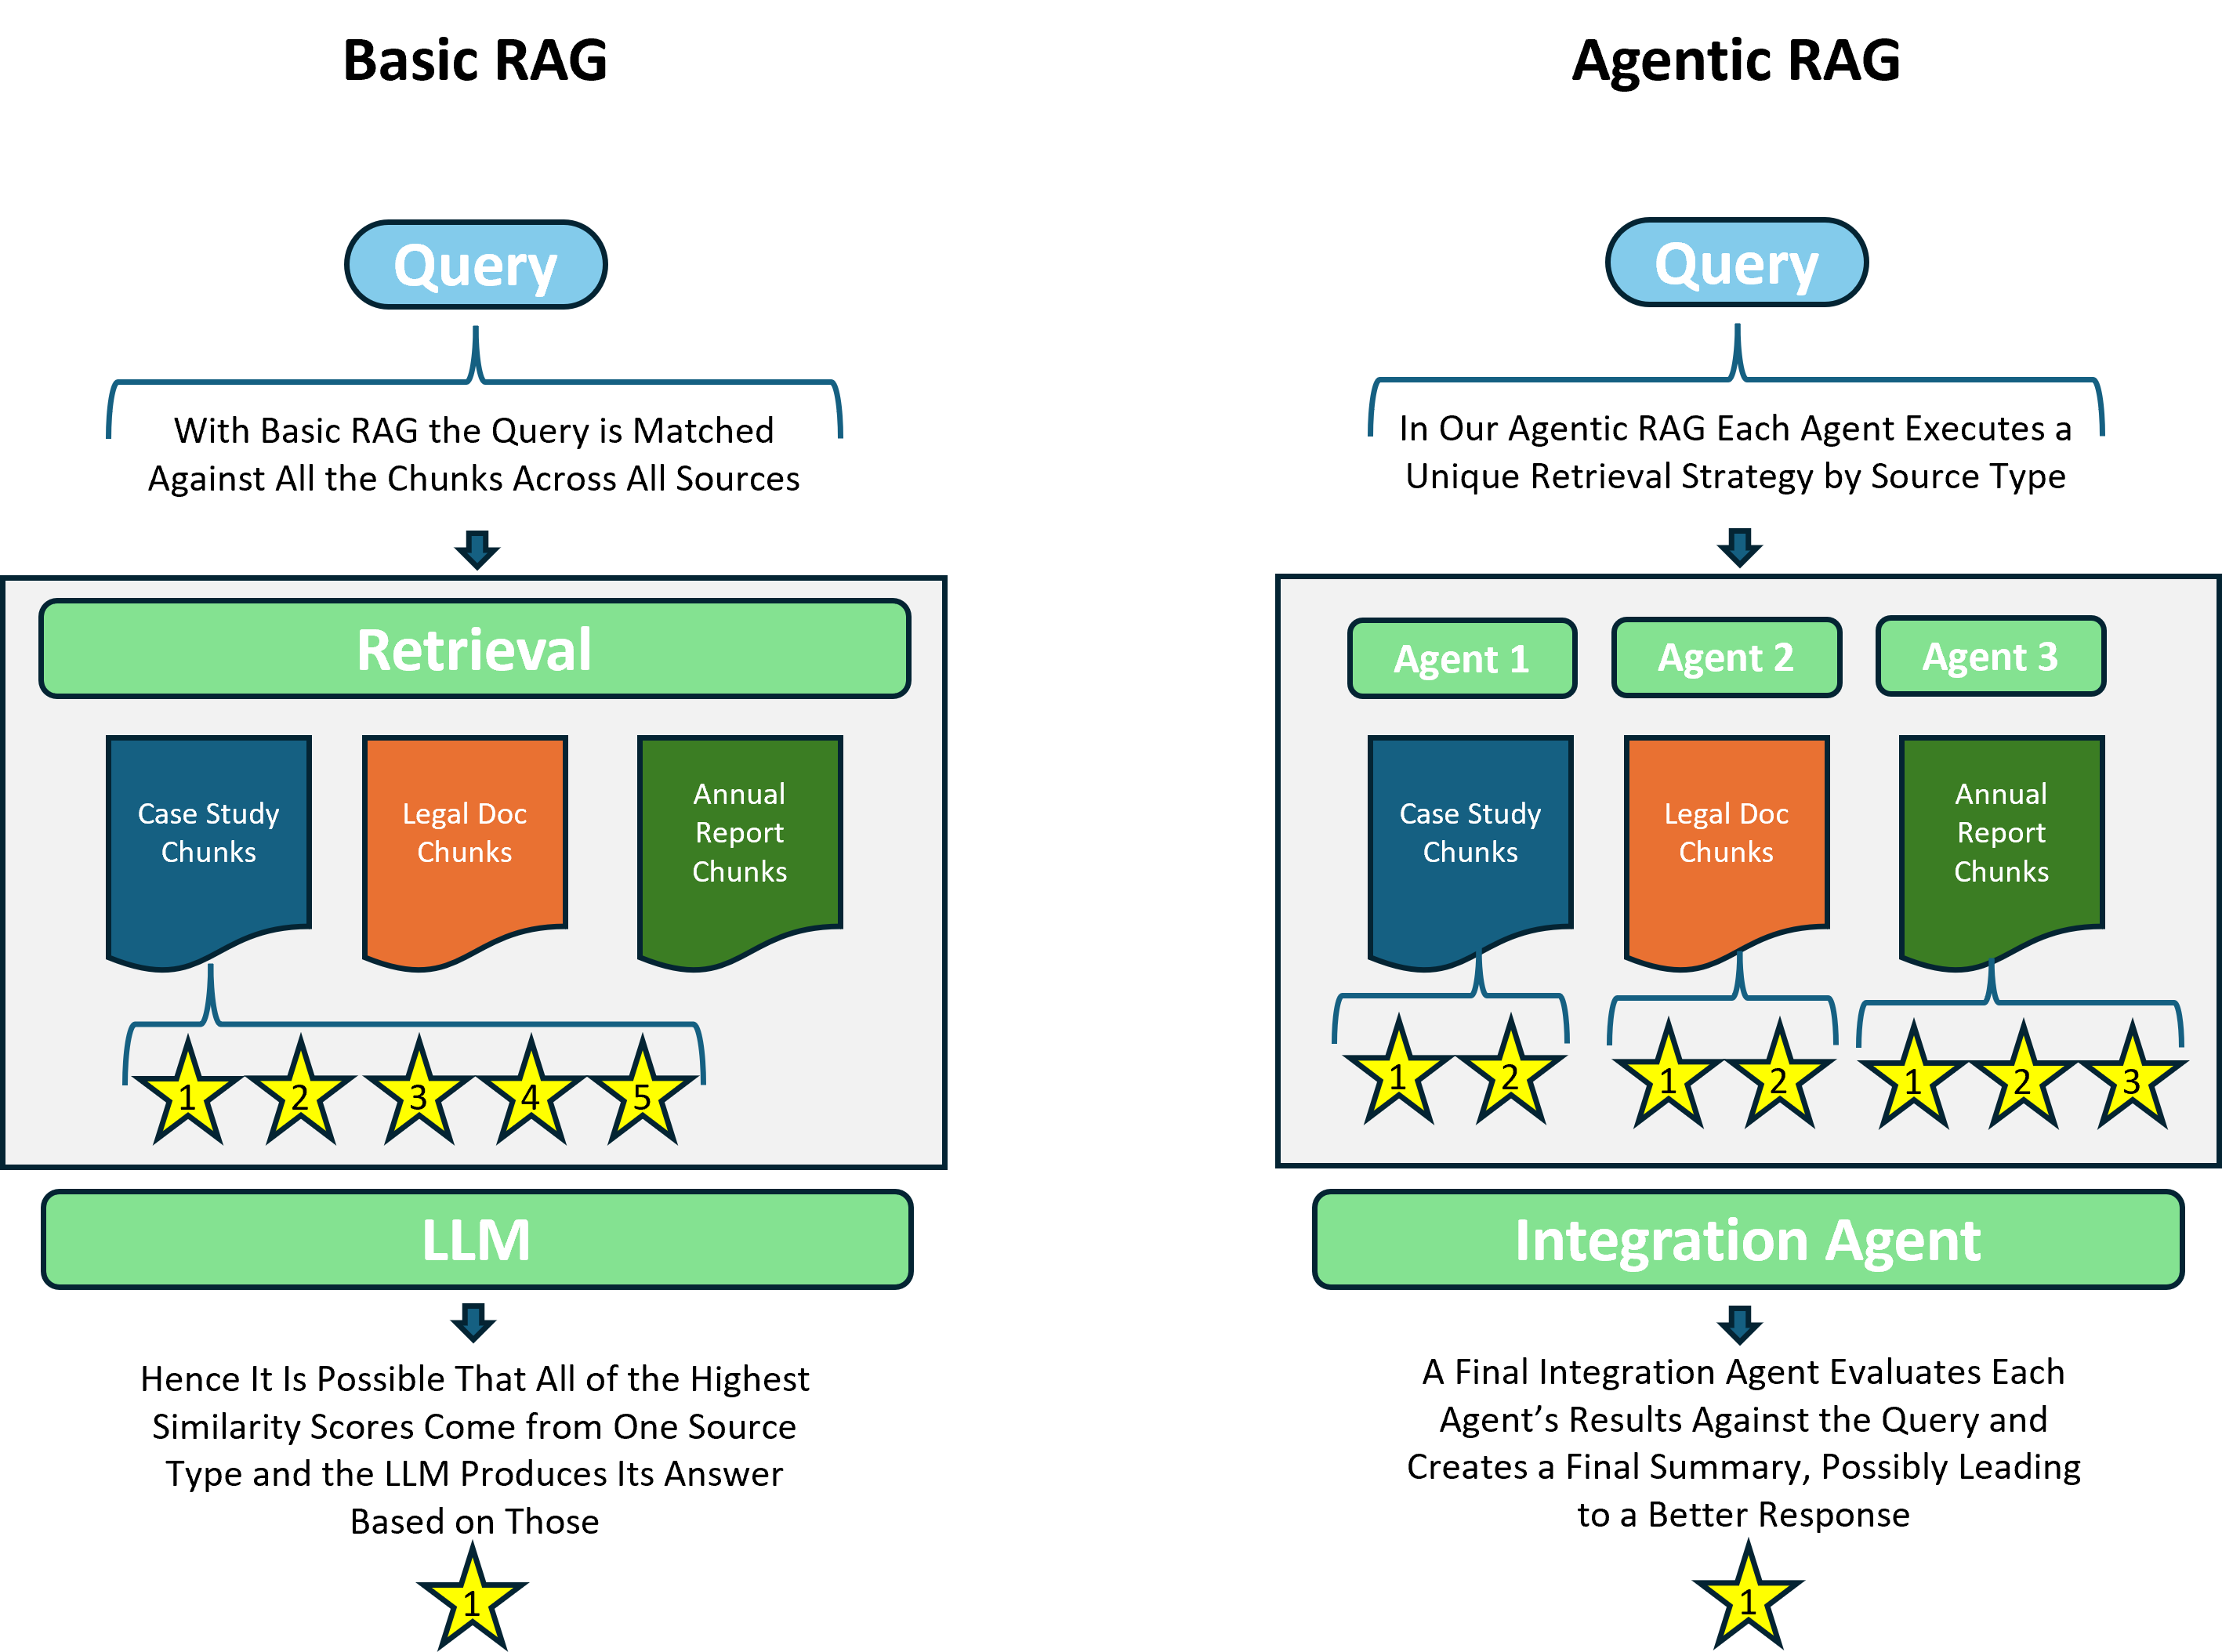 Basic RAG
Query
With Basic RAG the Query is Matched
Against All the Chunks Across All Sources
Retrieval
Case Study
Chunks
Legal Doc
Chunks
Annual
Report
Chunks
1
2
3
4
5
LLM
Hence It Is Possible That All of the Highest
Similarity Scores Come from One Source
Type and the LLM Produces Its Answer
Based on Those
1
Agentic RAG
Query
In Our Agentic RAG Each Agent Executes a
Unique Retrieval Strategy by Source Type
Agent 1
Agent 2
Agent 3
Case Study
Chunks
Legal Doc
Chunks
Annual
Report
Chunks
1
2
1
2
1
2
3
Integration Agent
A Final Integration Agent Evaluates Each
Agent’s Results Against the Query and
Creates a Final Summary, Possibly Leading
to a Better Response
1